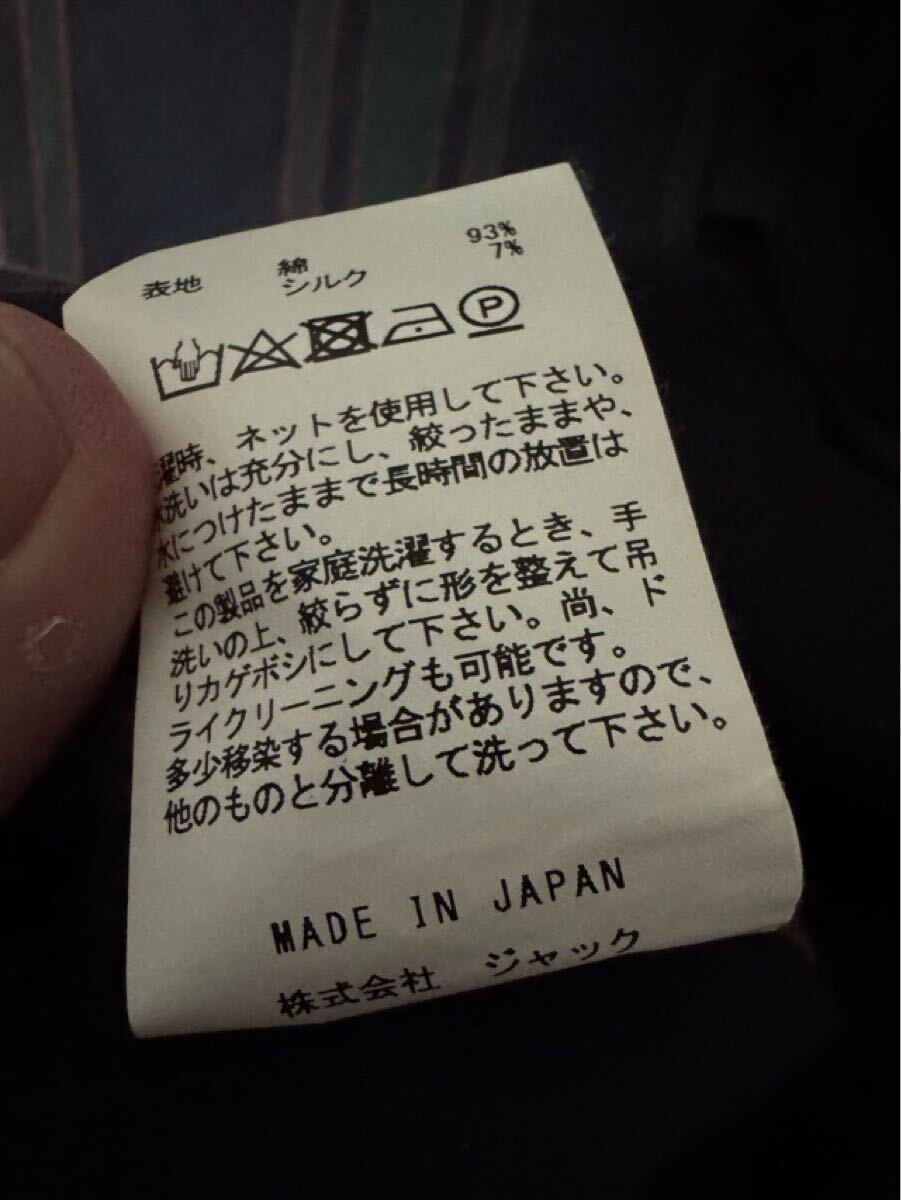 表地 綿 93%
シルク 7%
P
濯時、ネットを使用して下さい。
水洗いは充分にし、絞ったままや、
水につけたままで長時間の放置は
避けて下さい。
この製品を家庭洗濯するとき、手
洗いの上、絞らずに形を整えて吊
りカゲボシにして下さい。尚、ド
ライクリーニングも可能です。
多少移染する場合がありますので、
他のものと分離して洗って下さい。
MADE IN JAPAN
株式会社 ジャック